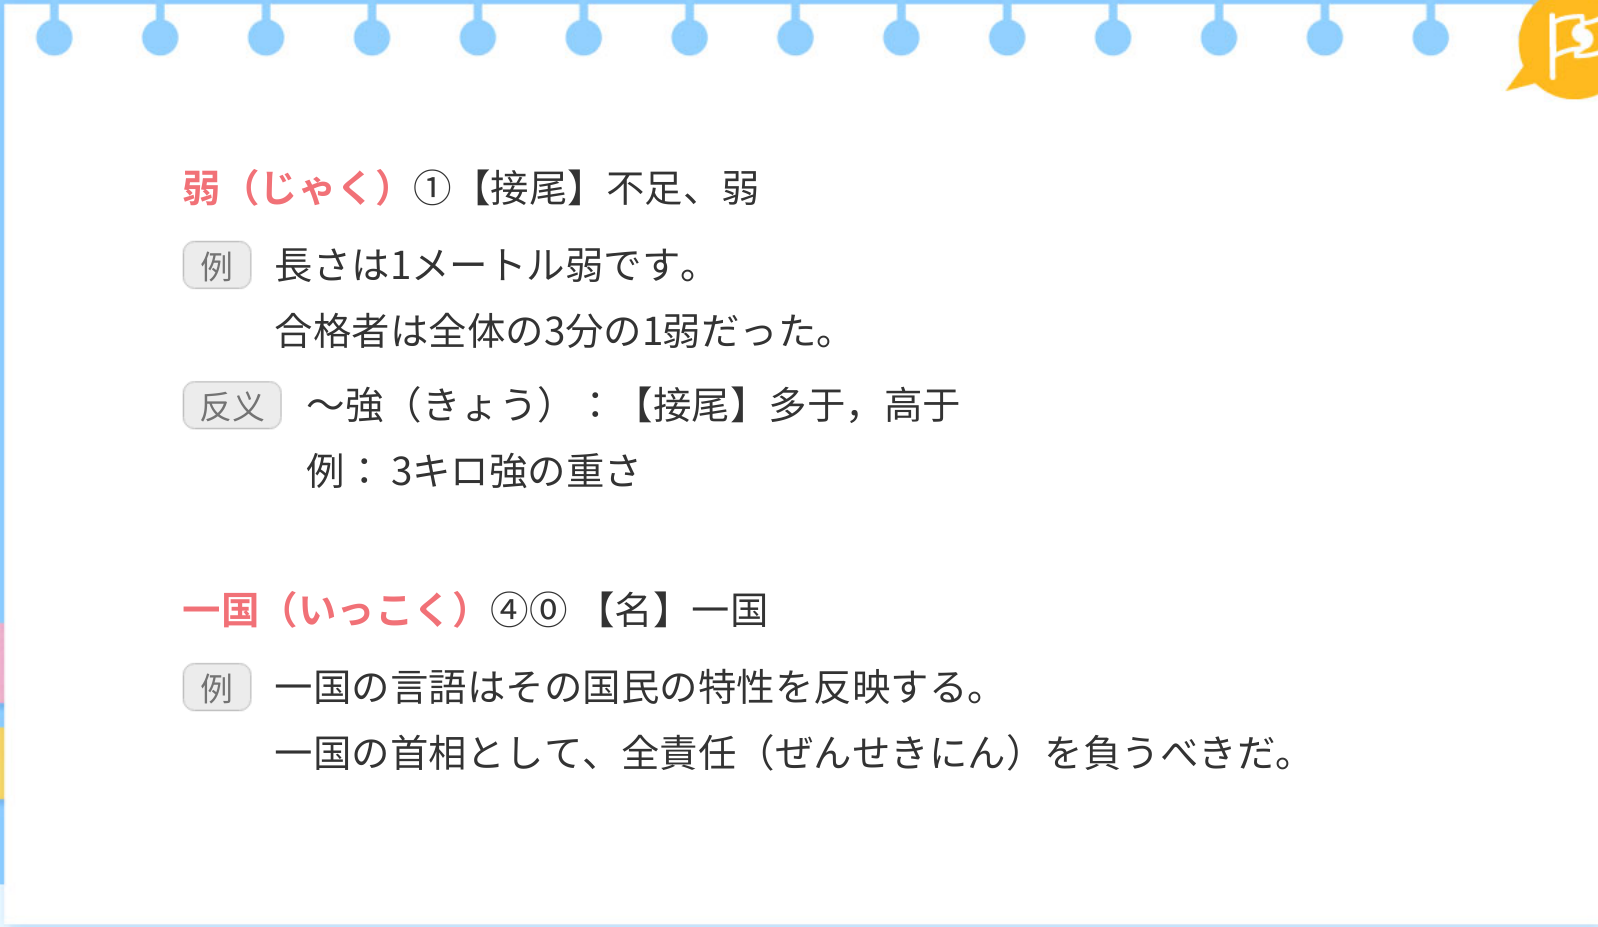 弱（じゃく）①【接尾】不足、弱
例 長さは1メートル弱です。
合格者は全体の3分の1弱だった。
反义 ～強（きょう）：【接尾】多于，高于
例：3キロ強の重さ
一国（いっこく）④⓪【名】一国
例 一国の言語はその国民の特性を反映する。
一国の首相として、全責任（ぜんせきにん）を負うべきだ。